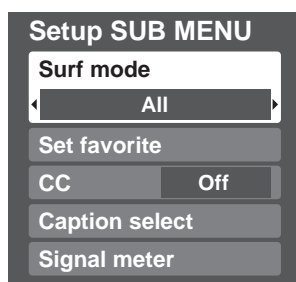 Setup SUB MENU
Surf mode
All
Set favorite
CC Off
Caption select
Signal meter